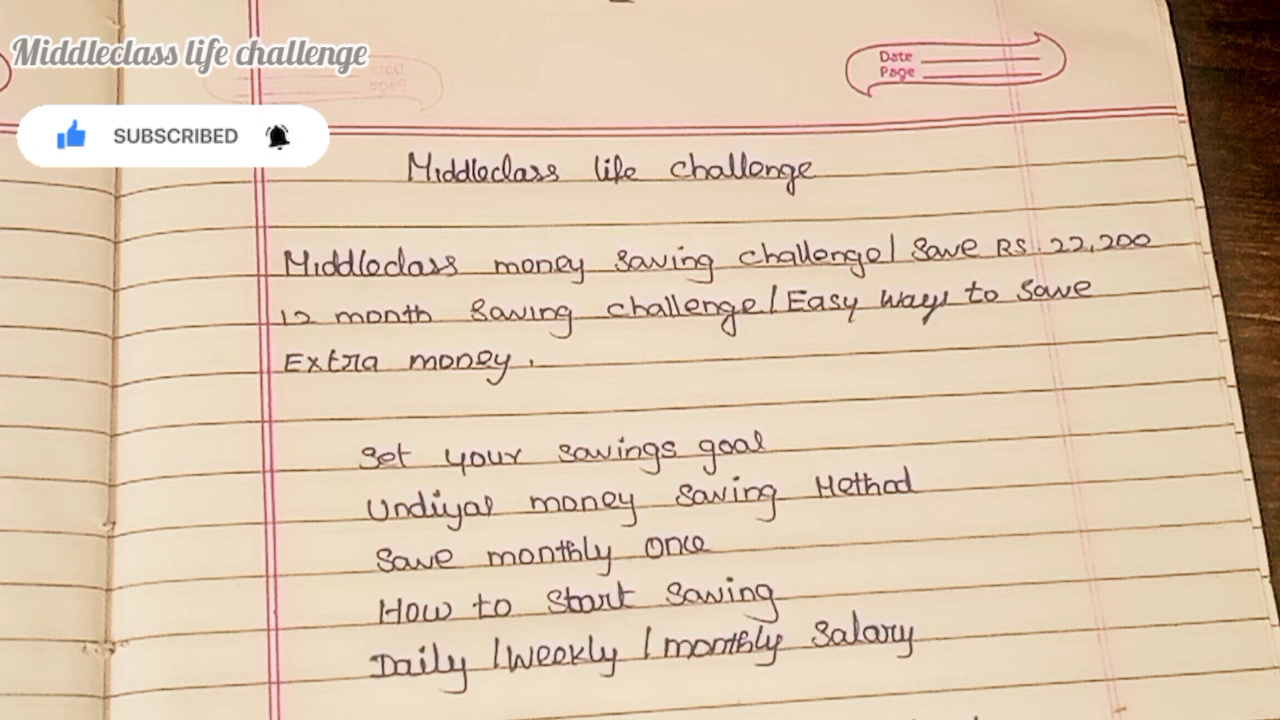 Middleclass life challenge
SUBSCRIBED
Date
Page
Middleclass life challenge
Middleclass money saving challenge/ Save RS. 22,200
12 month saving challenge/Easy ways to save
Extra money.
Set your savings goal
Undiyal money saving Method
Save monthly once
How to start saving
Daily /weekly /monthly salary